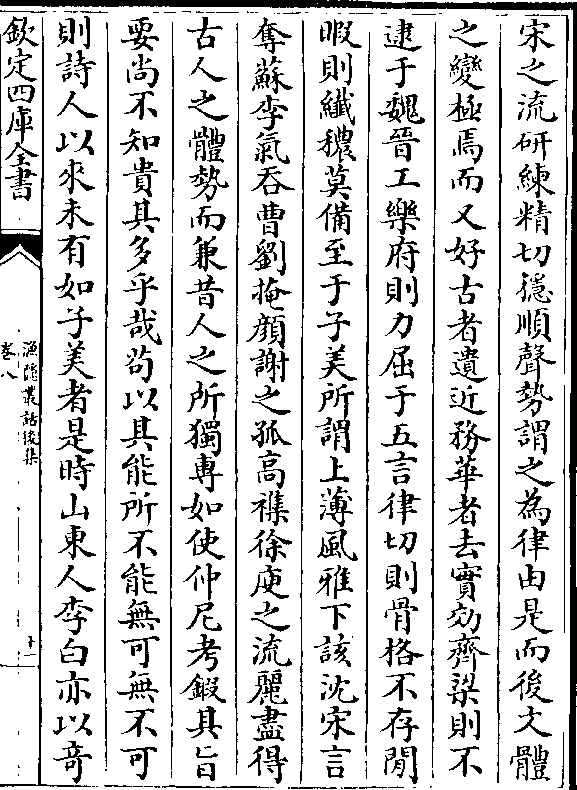 宋之流研練精切穩順聲勢謂之為律由是而後文體
之變極焉而又好古者遺近務華者去實効齊梁則不
逮于魏晉工樂府則力屈于五言律切則骨格不存閒
暇則纎穠莫備至于子美所謂上薄風雅下該沈宋言
奪蘇李氣吞曹劉掩顔謝之孤高襍徐庾之流麗盡得
古人之體勢而兼昔人之所獨専如使仲尼考鍜其旨
要尚不知貴其多乎哉茍以其能所不能無可無不可
則詩人以來未有如子美者是時山東人李白亦以竒
欽定四庫全書
漁隱叢話後集
卷八
十一